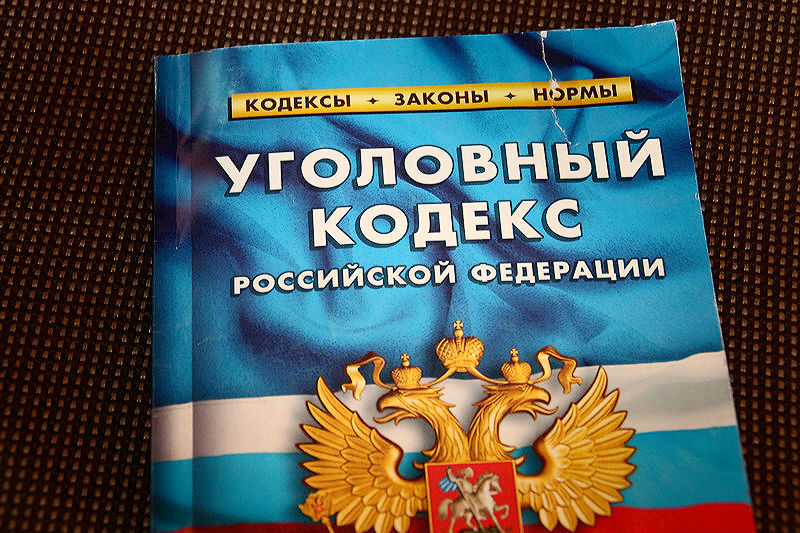 КОДЕКСЫ ✦ ЗАКОНЫ ✦ НОРМЫ
УГОЛОВНЫЙ
КОДЕКС
РОССИЙСКОЙ ФЕДЕРАЦИИ